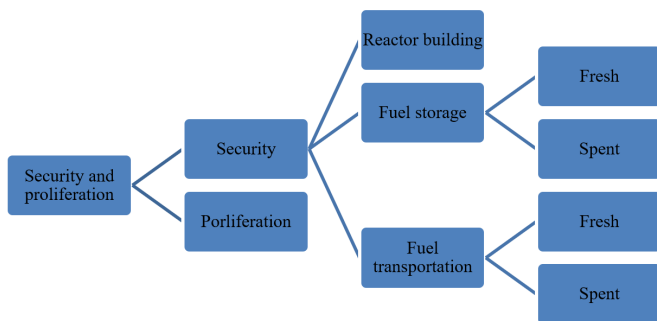 Security and
proliferation
Security
Porliferation
Reactor building
Fuel storage
Fresh
Spent
Fuel
transportation
Fresh
Spent